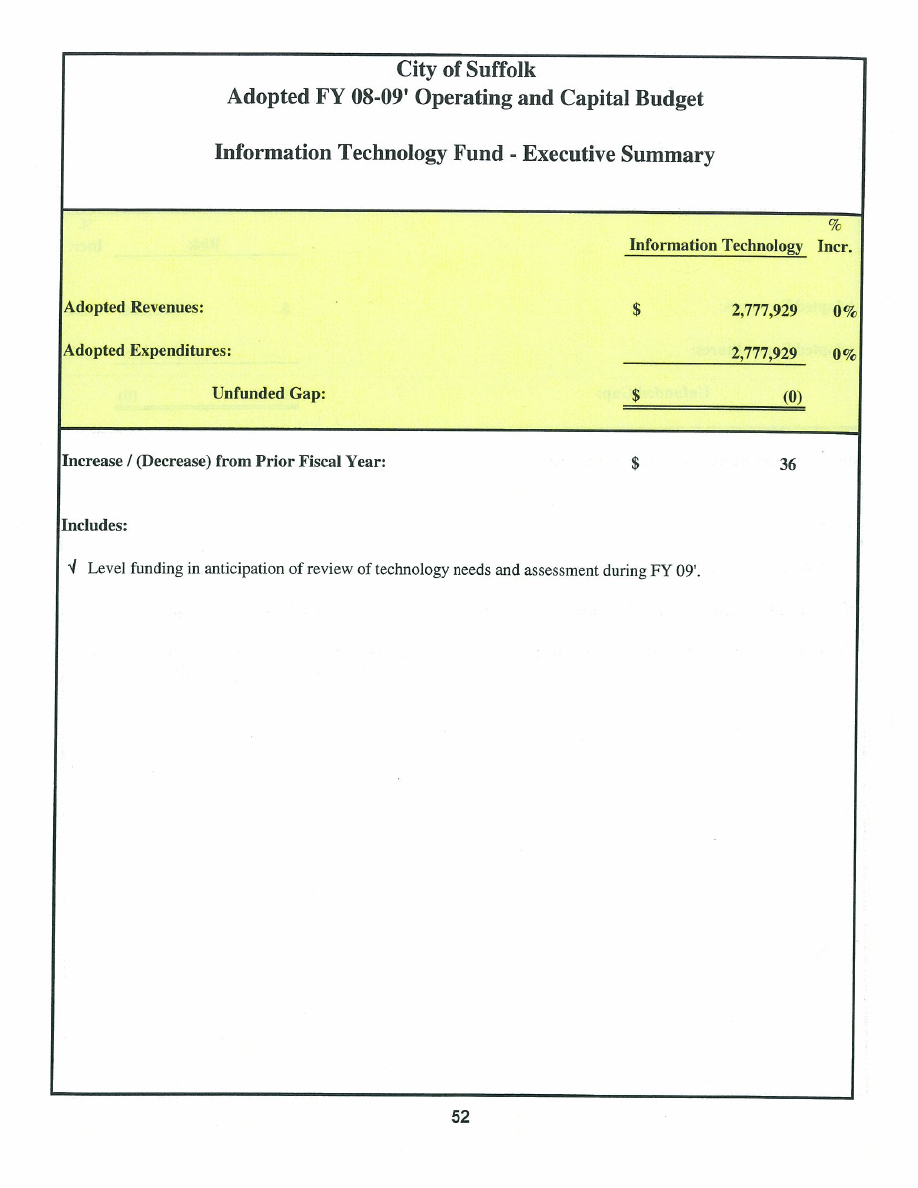 City of Suffolk
Adopted FY 08-09' Operating and Capital Budget
Information Technology Fund - Executive Summary
%
Information Technology Incr.
Adopted Revenues: $ 2,777,929 0%
Adopted Expenditures: 2,777,929 0%
Unfunded Gap: $ (0)
Increase / (Decrease) from Prior Fiscal Year: $ 36
Includes:
√ Level funding in anticipation of review of technology needs and assessment during FY 09'.
52